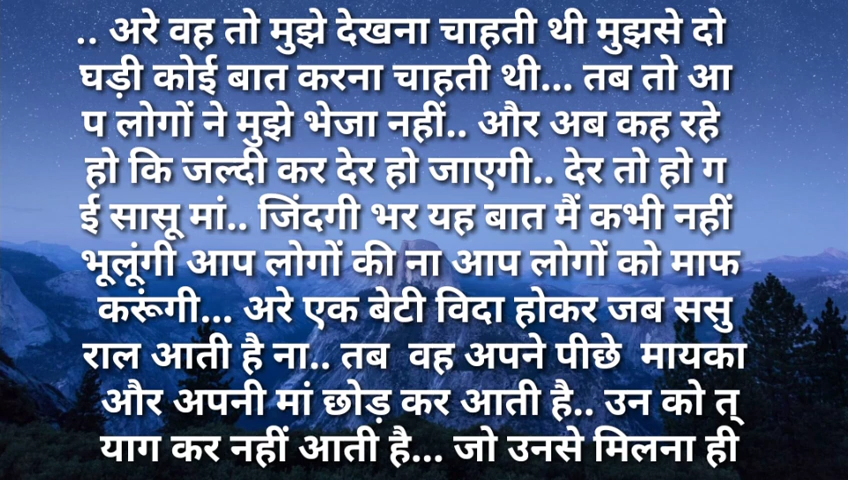 .. अरे वह तो मुझे देखना चाहती थी मुझसे दो
घड़ी कोई बात करना चाहती थी... तब तो आ
प लोगों ने मुझे भेजा नहीं.. और अब कह रहे
हो कि जल्दी कर देर हो जाएगी.. देर तो हो ग
ई सासू मां.. जिंदगी भर यह बात मैं कभी नहीं
भूलूंगी आप लोगों की ना आप लोगों को माफ
करूंगी... अरे एक बेटी विदा होकर जब ससु
राल आती है ना.. तब वह अपने पीछे मायका
और अपनी मां छोड़ कर आती है.. उन को त्
याग कर नहीं आती है... जो उनसे मिलना ही